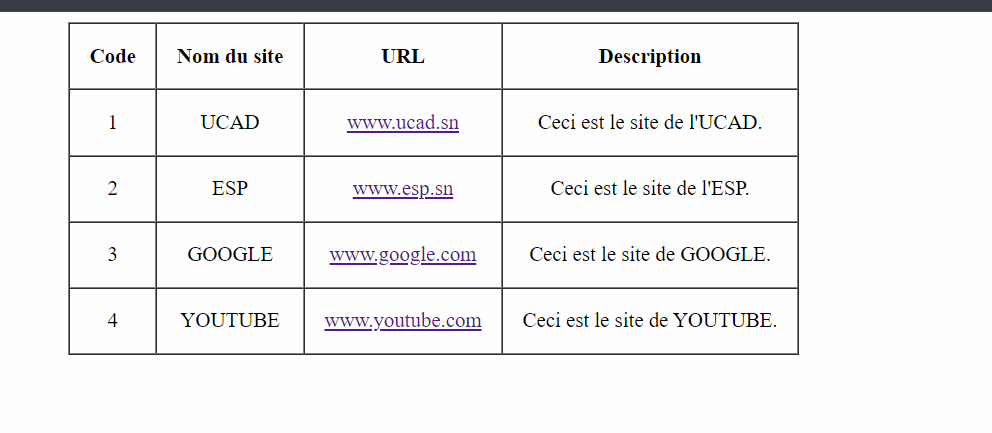 Code Nom du site URL Description
1 UCAD www.ucad.sn Ceci est le site de l'UCAD.
2 ESP www.esp.sn Ceci est le site de l'ESP.
3 GOOGLE www.google.com Ceci est le site de GOOGLE.
4 YOUTUBE www.youtube.com Ceci est le site de YOUTUBE.